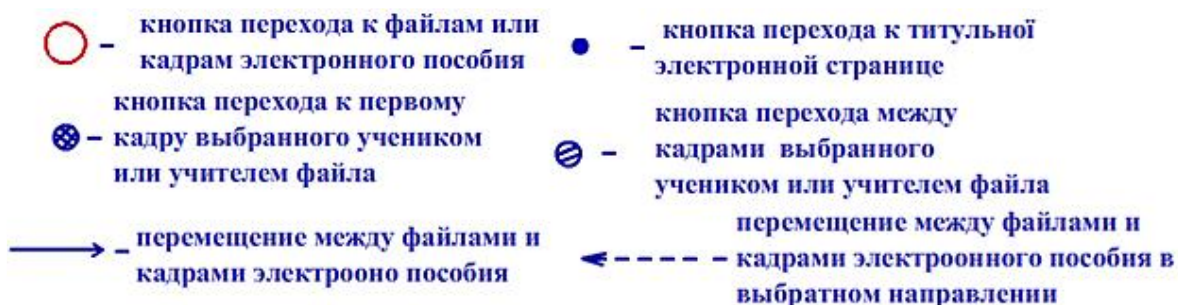 – кнопка перехода к файлам или
кадрам электронного пособия
– кнопка перехода к титульной
электронной странице
кнопка перехода к первому
– кадру выбранного учеником
или учителем файла
кнопка перехода между
– кадрами выбранного
учеником или учителем файла
– перемещение между файлами и
кадрами электрооно пособия
перемещение между файлами и
– кадрами электроонного пособия в
выбратном направлении